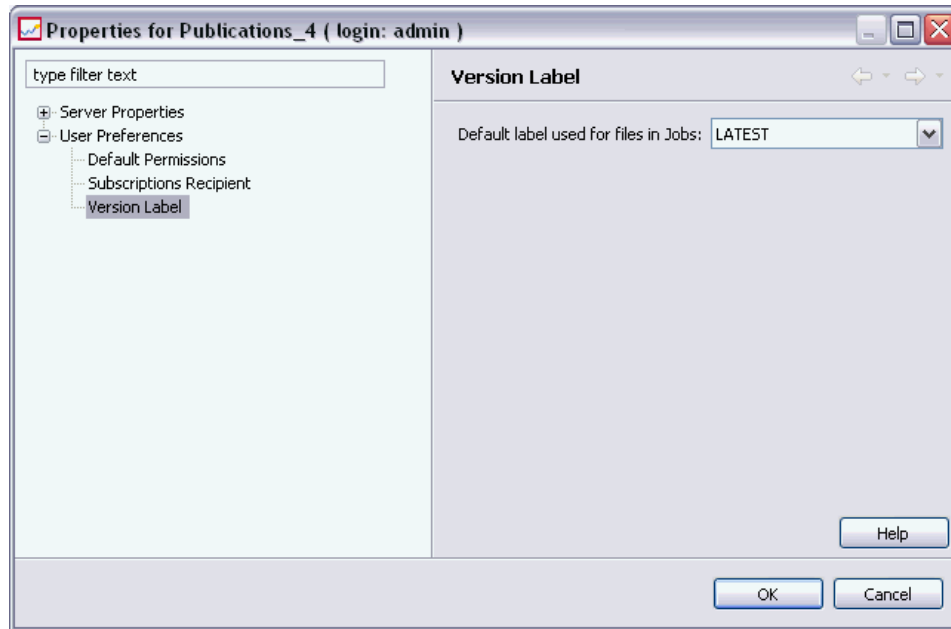 Properties for Publications_4 ( login: admin )
type filter text
Server Properties
User Preferences
Default Permissions
Subscriptions Recipient
Version Label
Version Label
Default label used for files in Jobs: LATEST
Help
OK Cancel